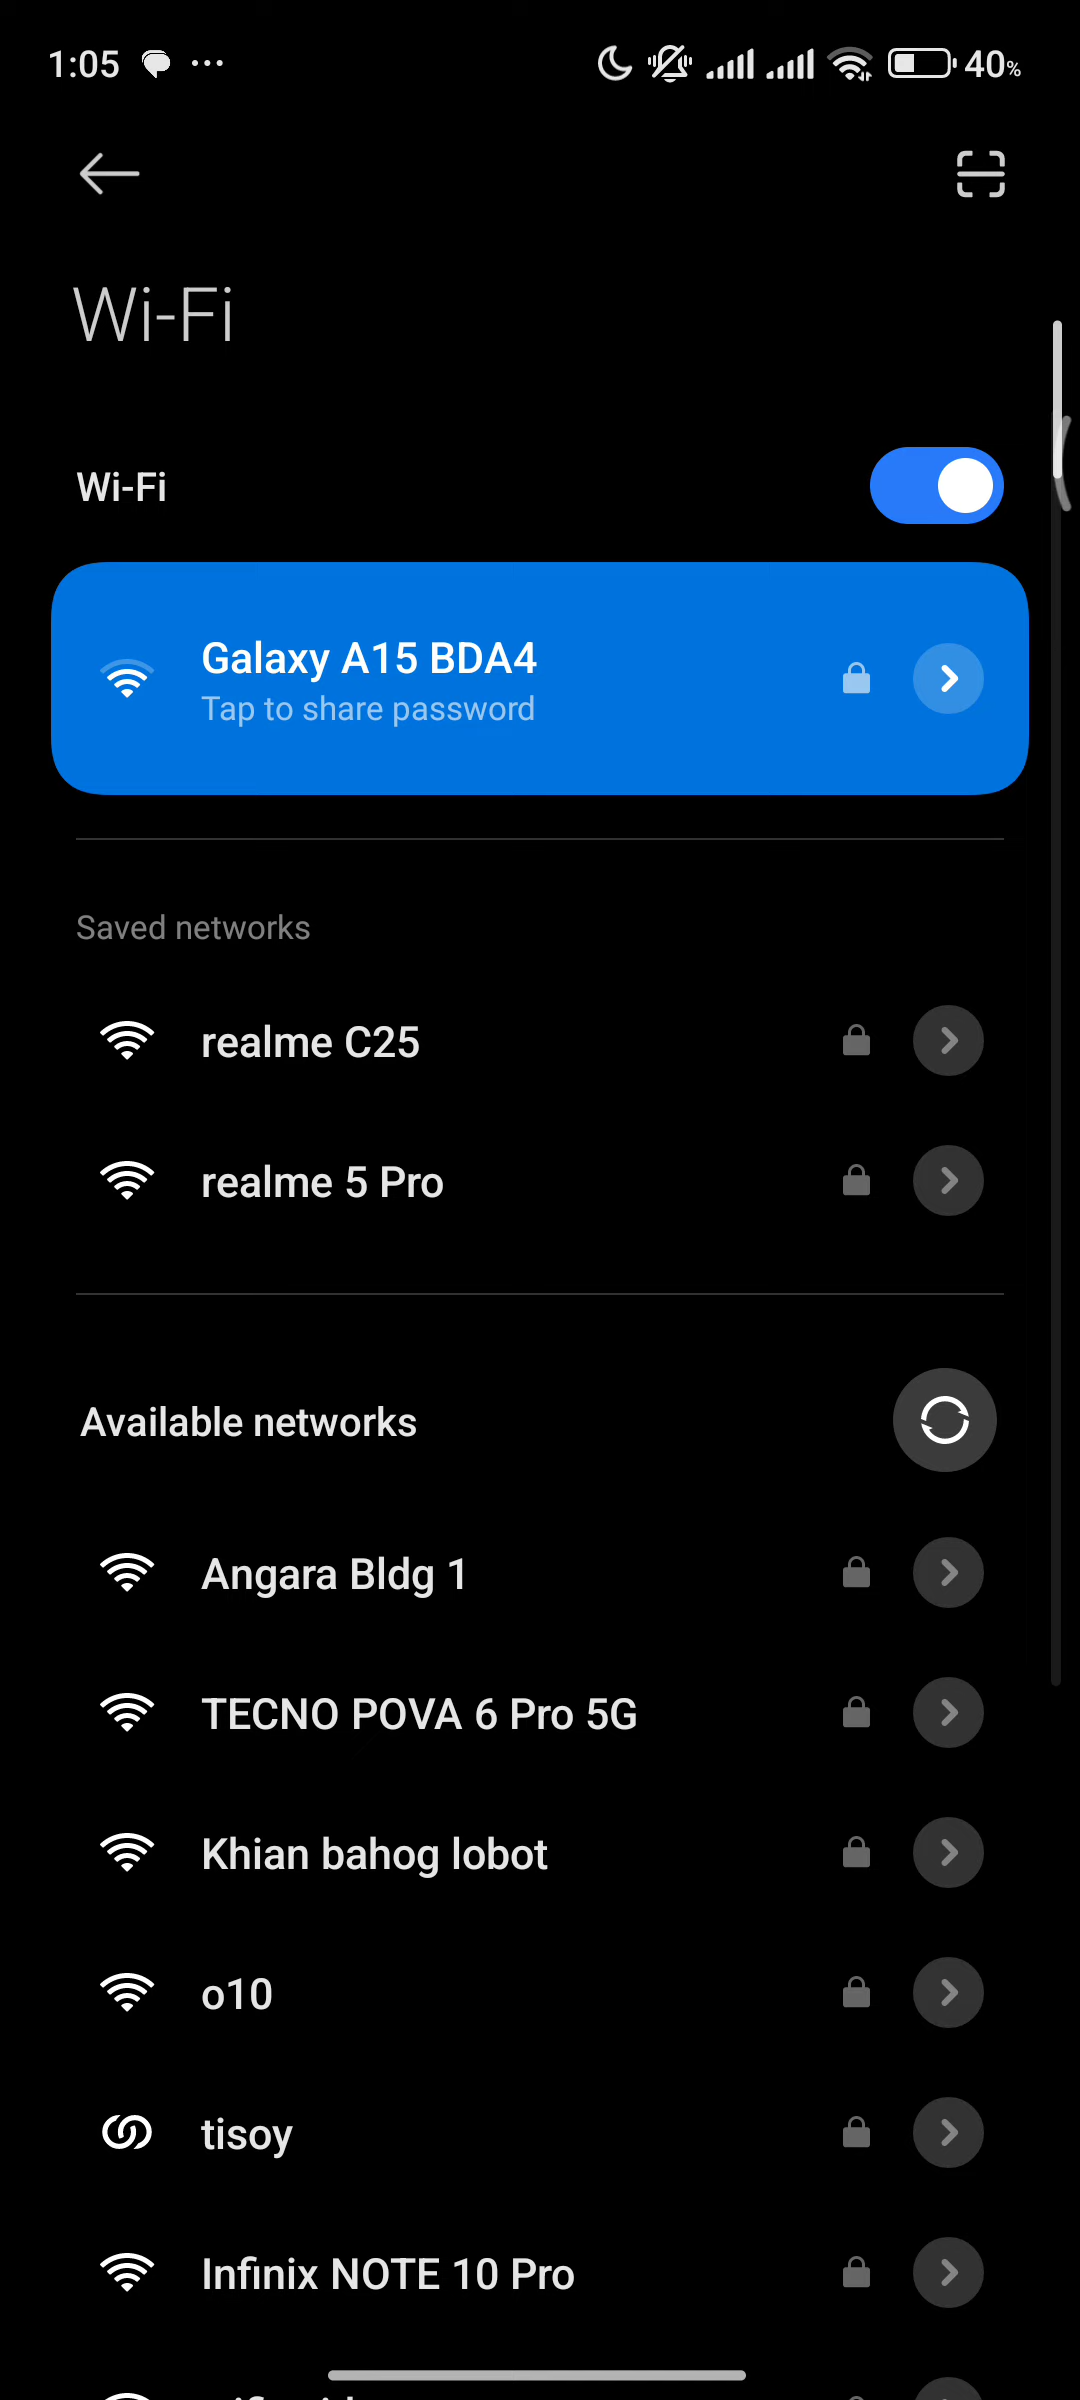 1:05
40%
Wi-Fi
Wi-Fi
Galaxy A15 BDA4
Tap to share password
Saved networks
realme C25
realme 5 Pro
Available networks
Angara Bldg 1
TECNO POVA 6 Pro 5G
Khian bahog lobot
o10
tisoy
Infinix NOTE 10 Pro